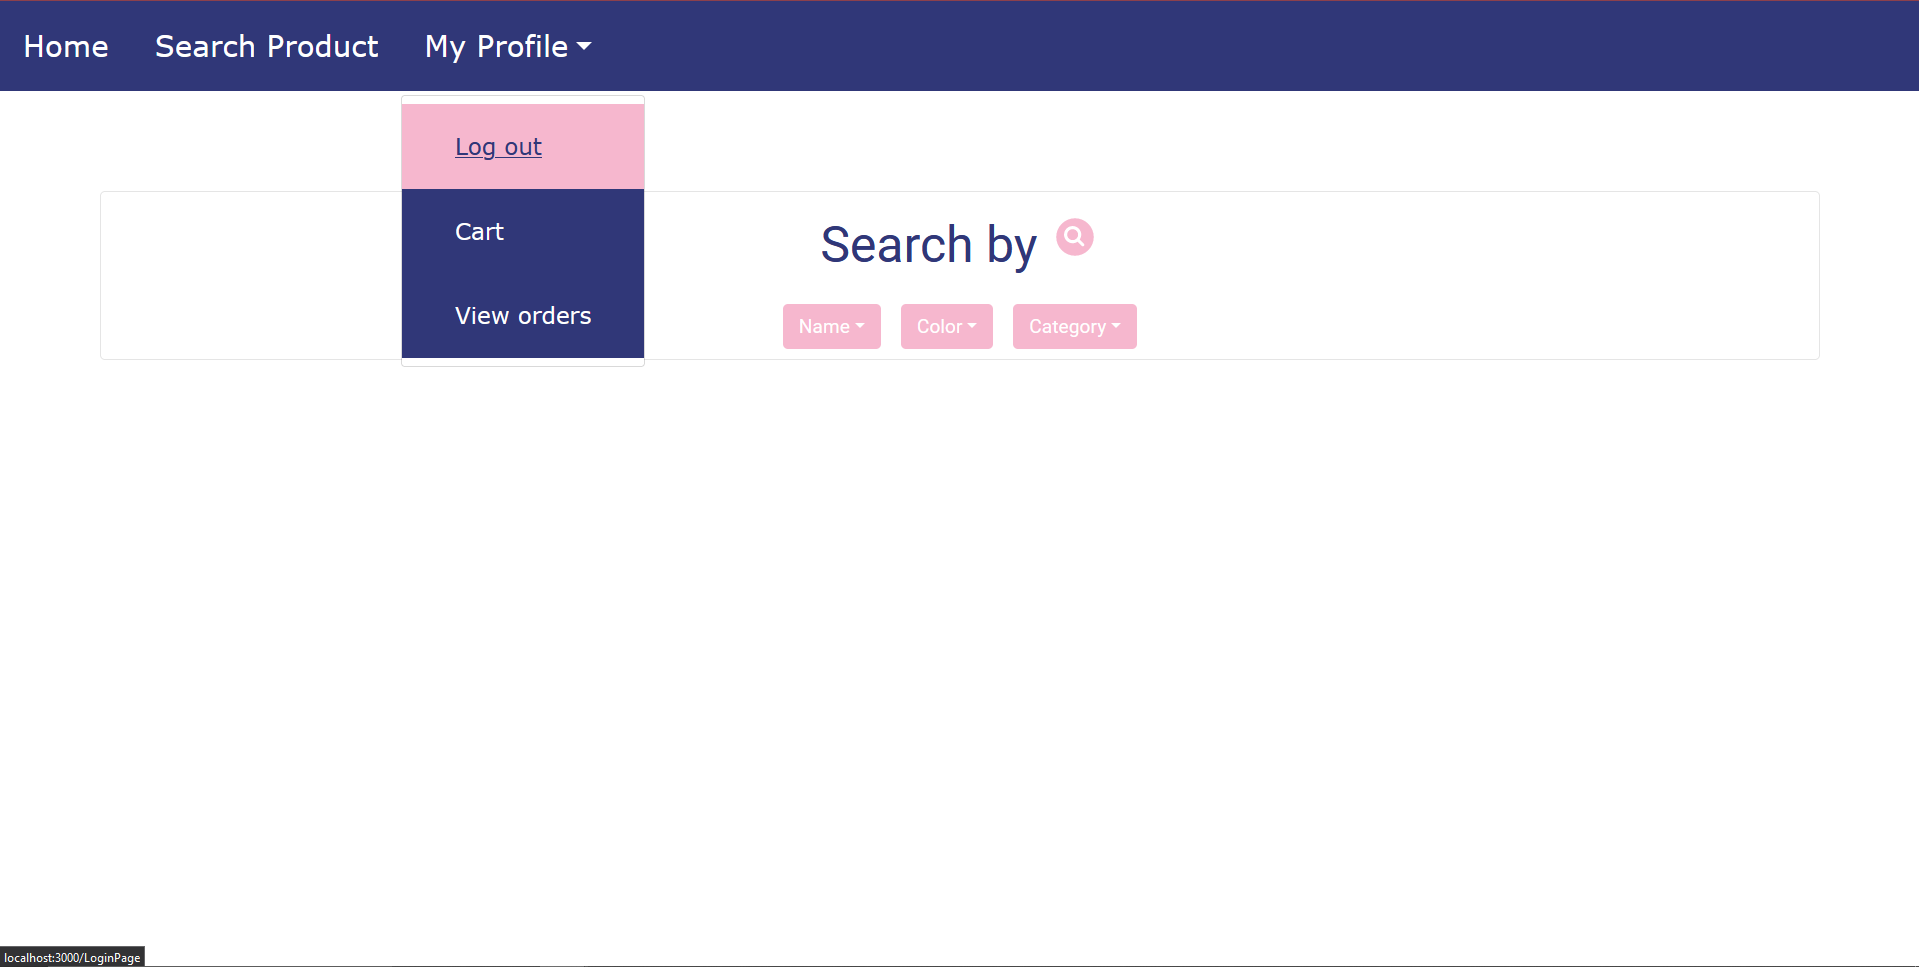 Home Search Product My Profile
Log out
Cart
View orders
Search by
Name Color Category
localhost:3000/LoginPage